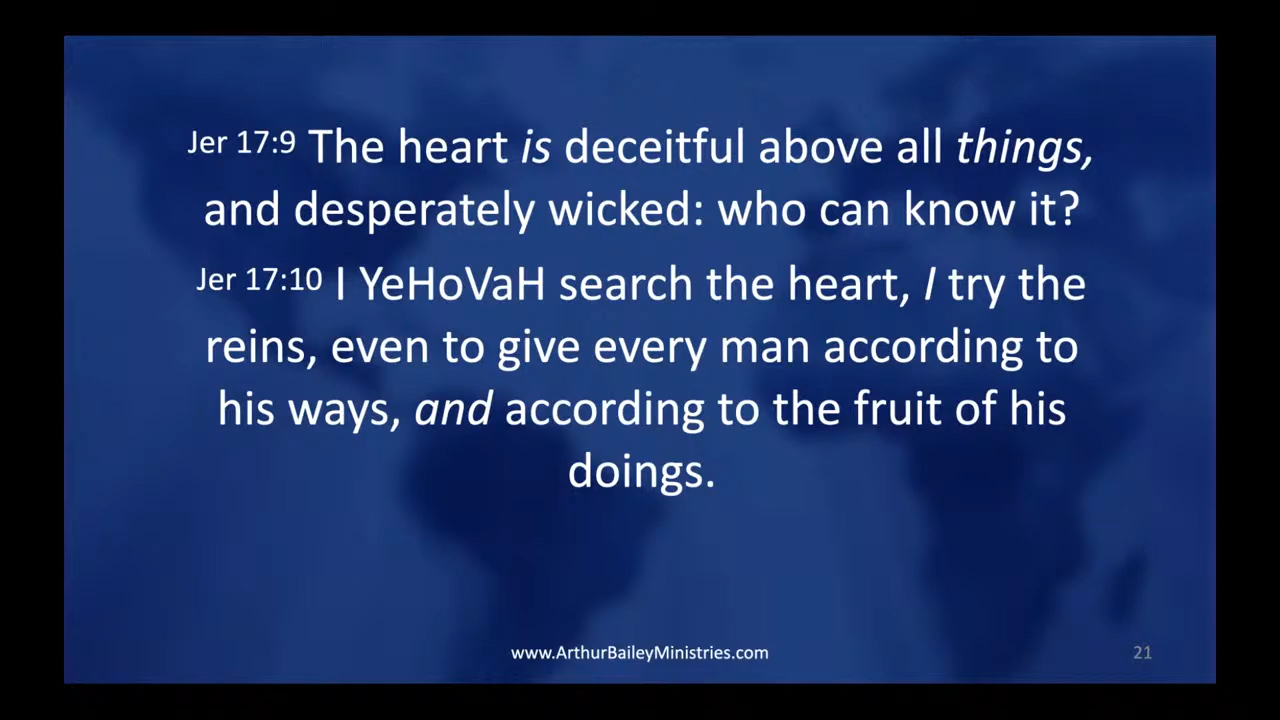 Jer 17:9 The heart is deceitful above all things,
and desperately wicked: who can know it?
Jer 17:10 I YeHoVaH search the heart, I try the
reins, even to give every man according to
his ways, and according to the fruit of his
doings.
www.ArthurBaileyMinistries.com
21